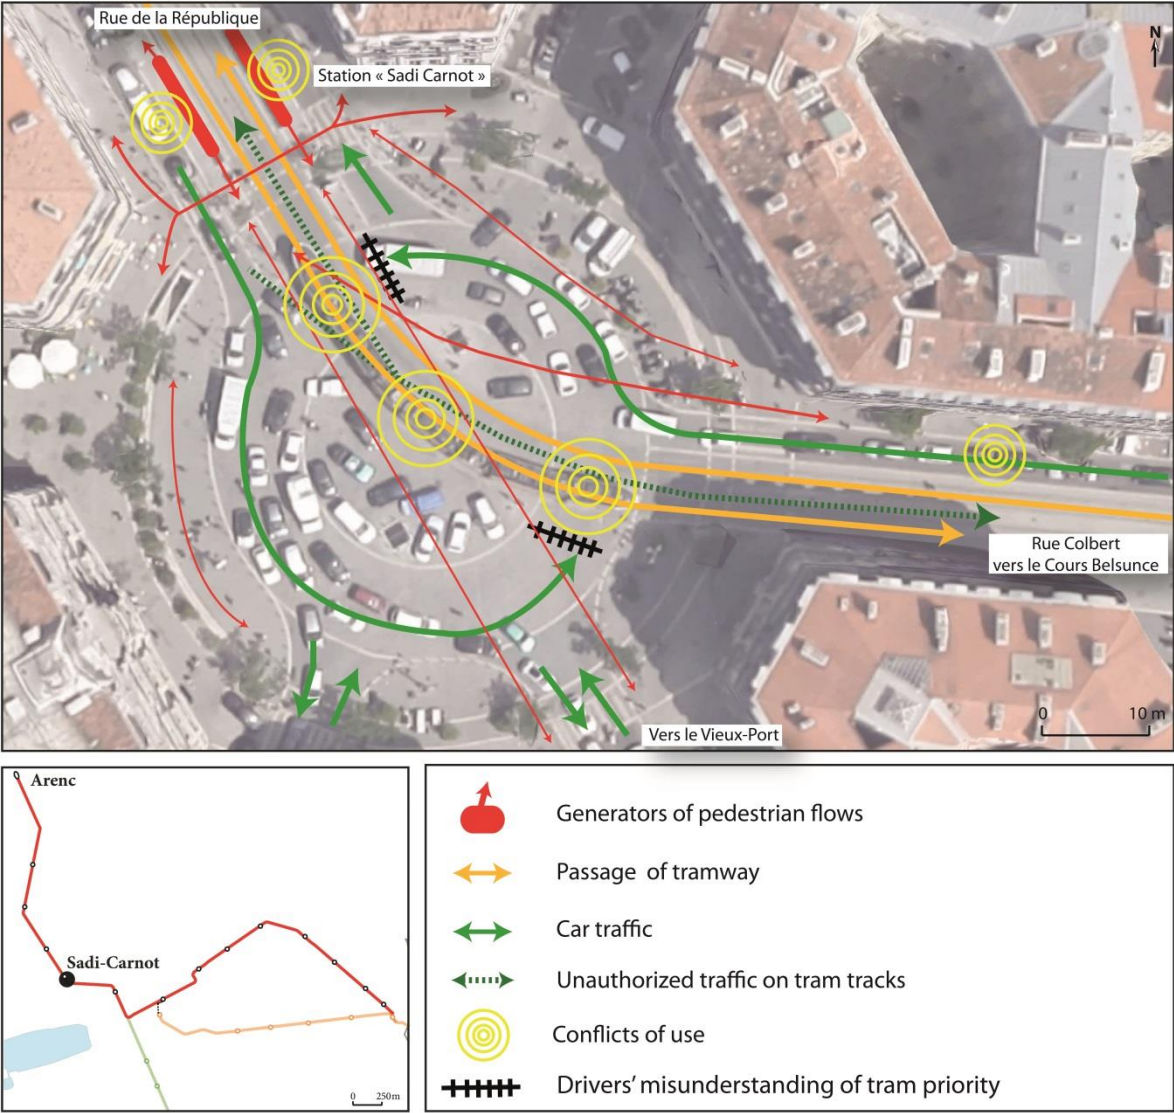 Rue de la République
N
Station « Sadi Carnot »
Rue Colbert
vers le Cours Belsunce
0 10 m
Vers le Vieux-Port
Arenc
Sadi-Carnot
0 250m
Generators of pedestrian flows
Passage of tramway
Car traffic
Unauthorized traffic on tram tracks
Conflicts of use
Drivers' misunderstanding of tram priority